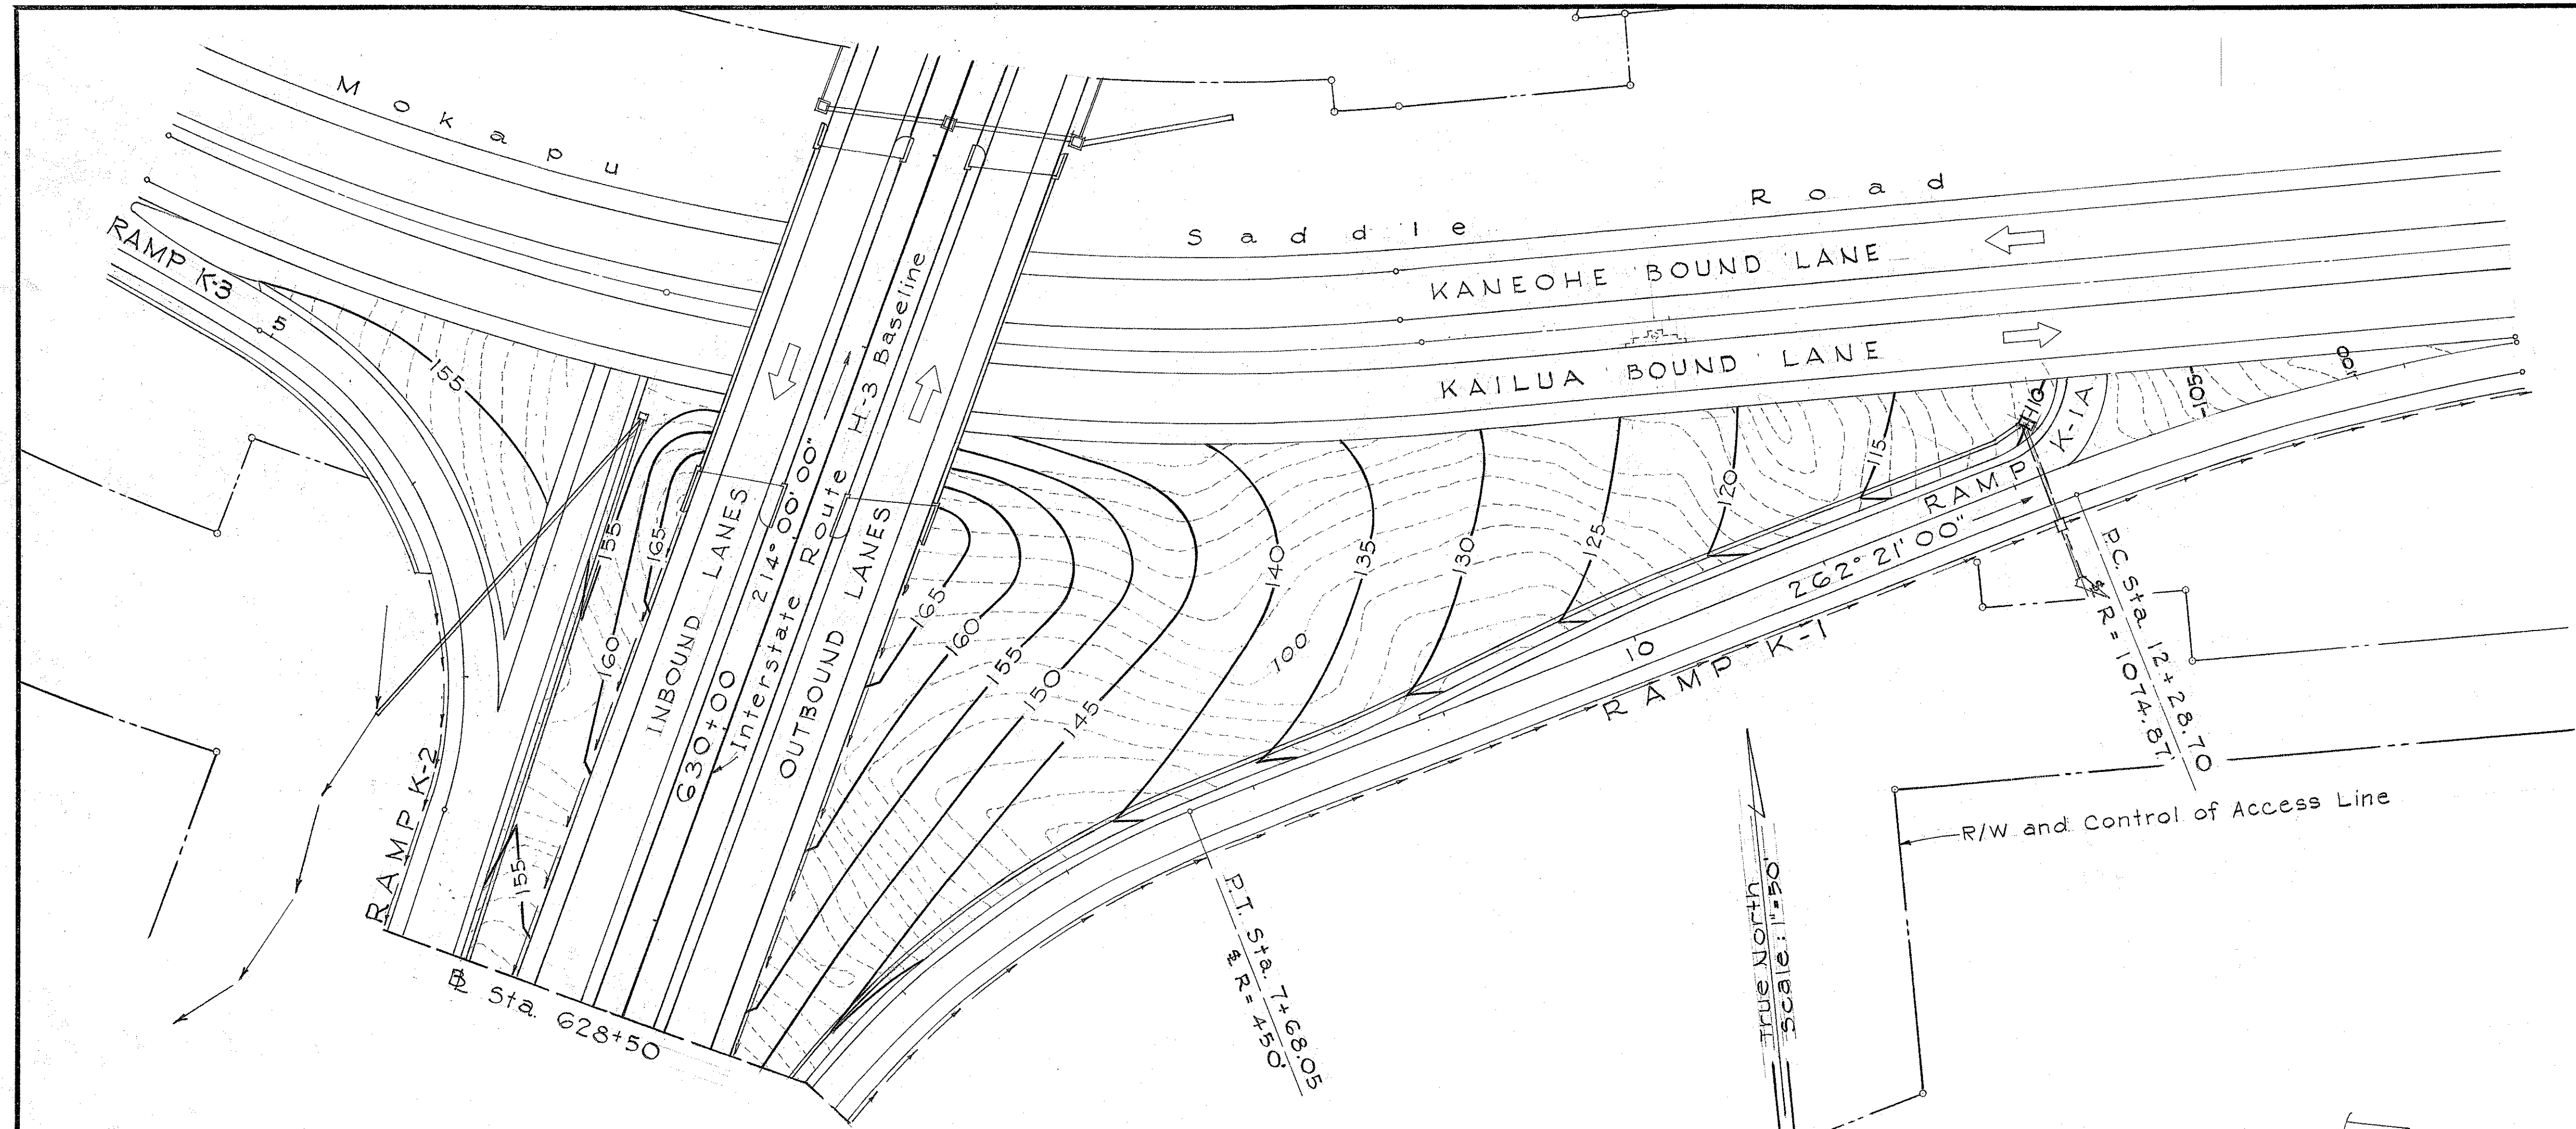 Mokapu
Saddle Road
KANEOHE BOUND LANE
KAILUA BOUND LANE
RAMP K-3
5
155
155
165
160
155
INBOUND LANES
214° 00' 00"
Interstate Route H-3 Baseline
630+00
OUTBOUND LANES
165
160
155
150
145
140
135
130
125
120
115
110
105
100
100
RAMP K-1A
262° 21' 00"
10
RAMP K-1
RAMP K-2
P.C. Sta. 12+28.70
R = 1074.87'
P.T. Sta. 7+68.05
R = 450'
℄ Sta. 628+50
True North
Scale: 1"=50'
R/W and Control of Access Line